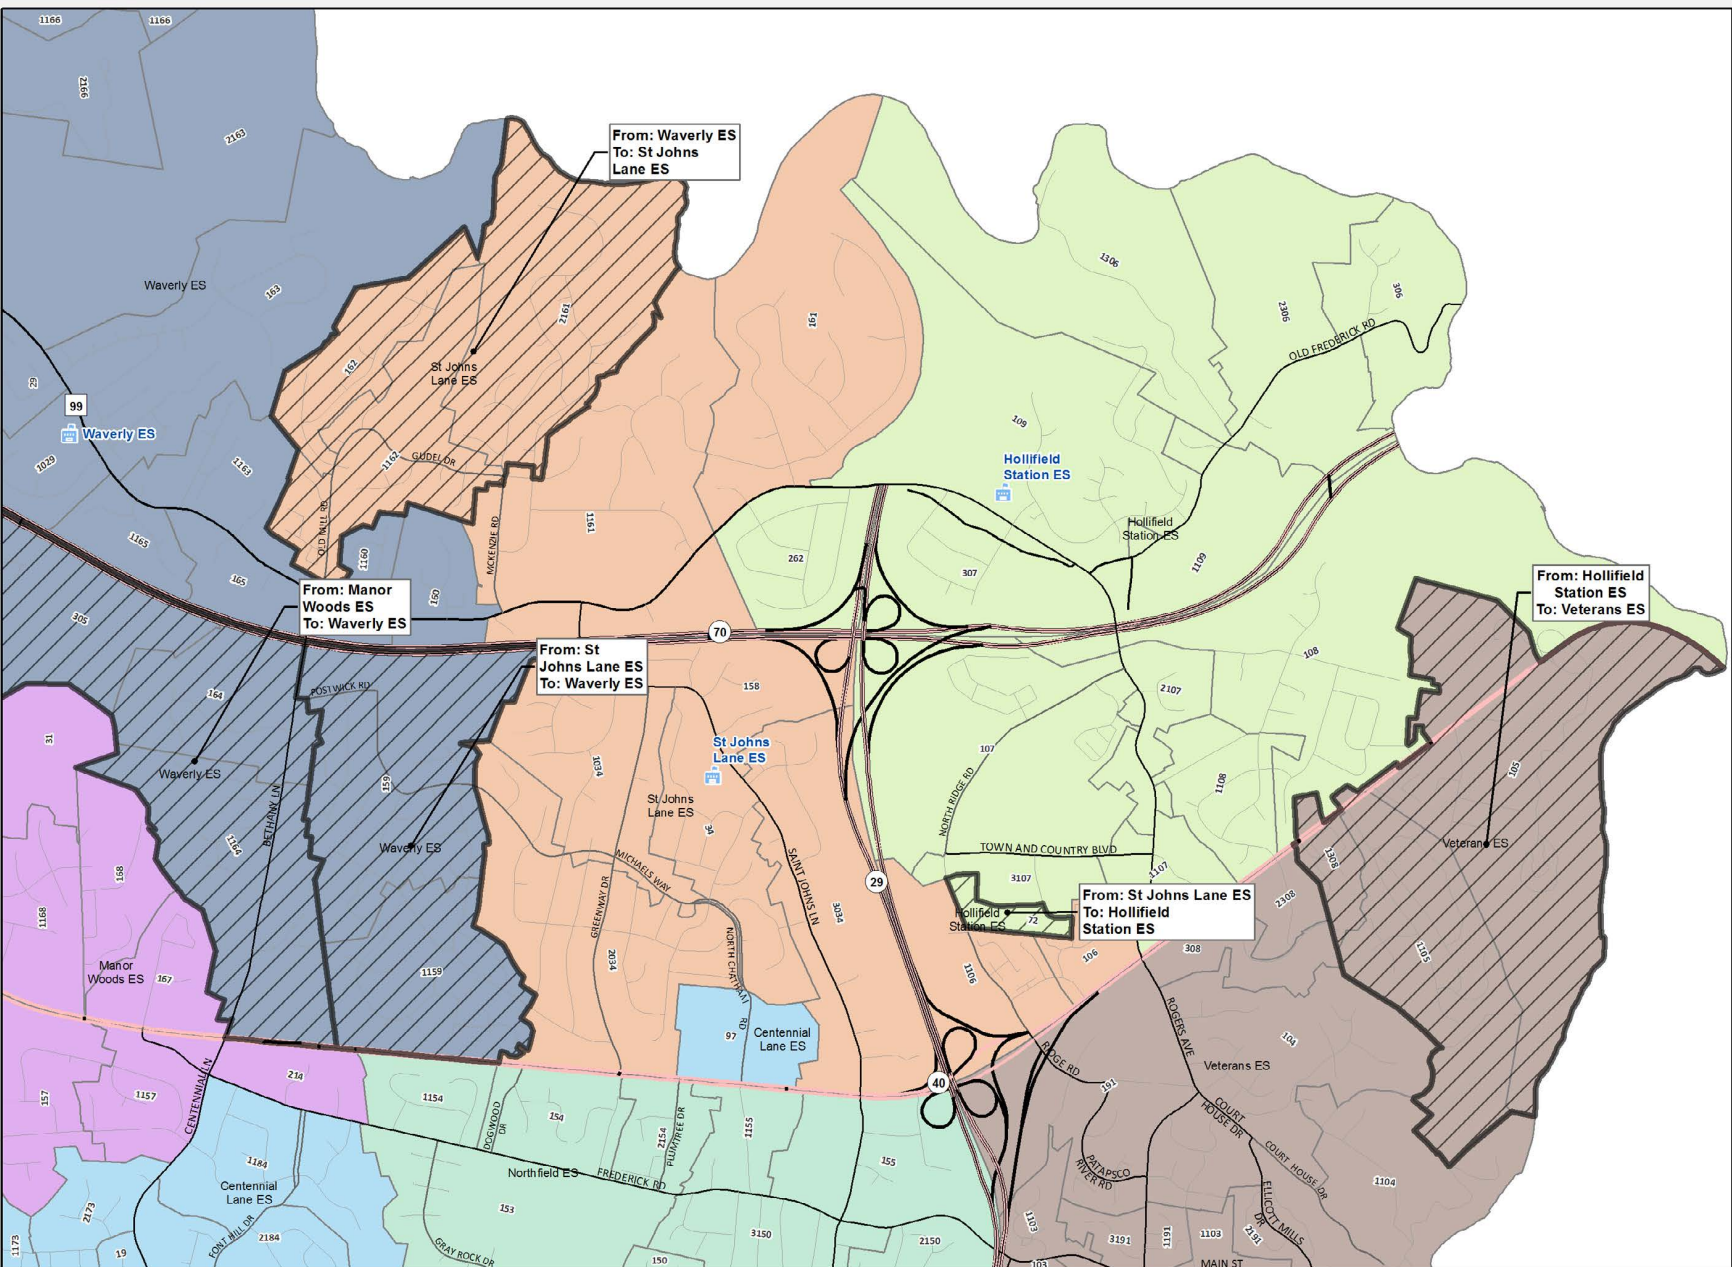 1166
1166
2166
2163
From: Waverly ES
To: St Johns
Lane ES
Waverly ES
163
2161
161
1306
2306
306
OLD FREDERICK RD
162
St Johns
Lane ES
29
99
Waverly ES
1029
1163
1162
GUDEL DR
109
Hollifield
Station ES
OLD MILL RD
MCKENZIE RD
1161
Hollifield
Station ES
1165
1160
262
307
1109
165
160
From: Manor
Woods ES
To: Waverly ES
From: Hollifield
Station ES
To: Veterans ES
305
70
From: St
Johns Lane ES
To: Waverly ES
108
164
POSTWICK RD
158
2107
31
St Johns
Lane ES
107
Waverly ES
159
1034
105
1108
NORTH RIDGE RD
St Johns
Lane ES
34
BETHANY LN
1164
Waverly ES
TOWN AND COUNTRY BLVD
Veterans ES
1308
168
MICHAELS WAY
SAINT JOHNS LN
29
3107
1107
From: St Johns Lane ES
To: Hollifield
Station ES
2308
1168
GREENWAY DR
3034
Hollifield
Station ES
72
Manor
Woods ES
167
1159
2034
NORTH CHATHAM RD
1106
106
308
1105
97
Centennial
Lane ES
ROGERS AVE
104
RIDGE RD
Veterans ES
40
214
191
157
1157
CENTENNIAL LN
1154
DOGWOOD
DR
154
2154
PLUMTREE DR
1155
COURT
HOUSE DR
1184
Centennial
Lane ES
Northfield ES
FREDERICK RD
155
PATAPSCO
RIVER RD
COURT HOUSE DR
1104
2173
153
ELLICOTT MILLS
DR
1173
19
FONT HILL DR
2184
GRAY ROCK DR
150
3150
2150
1103
3191
1191
1103
2191
103
MAIN ST